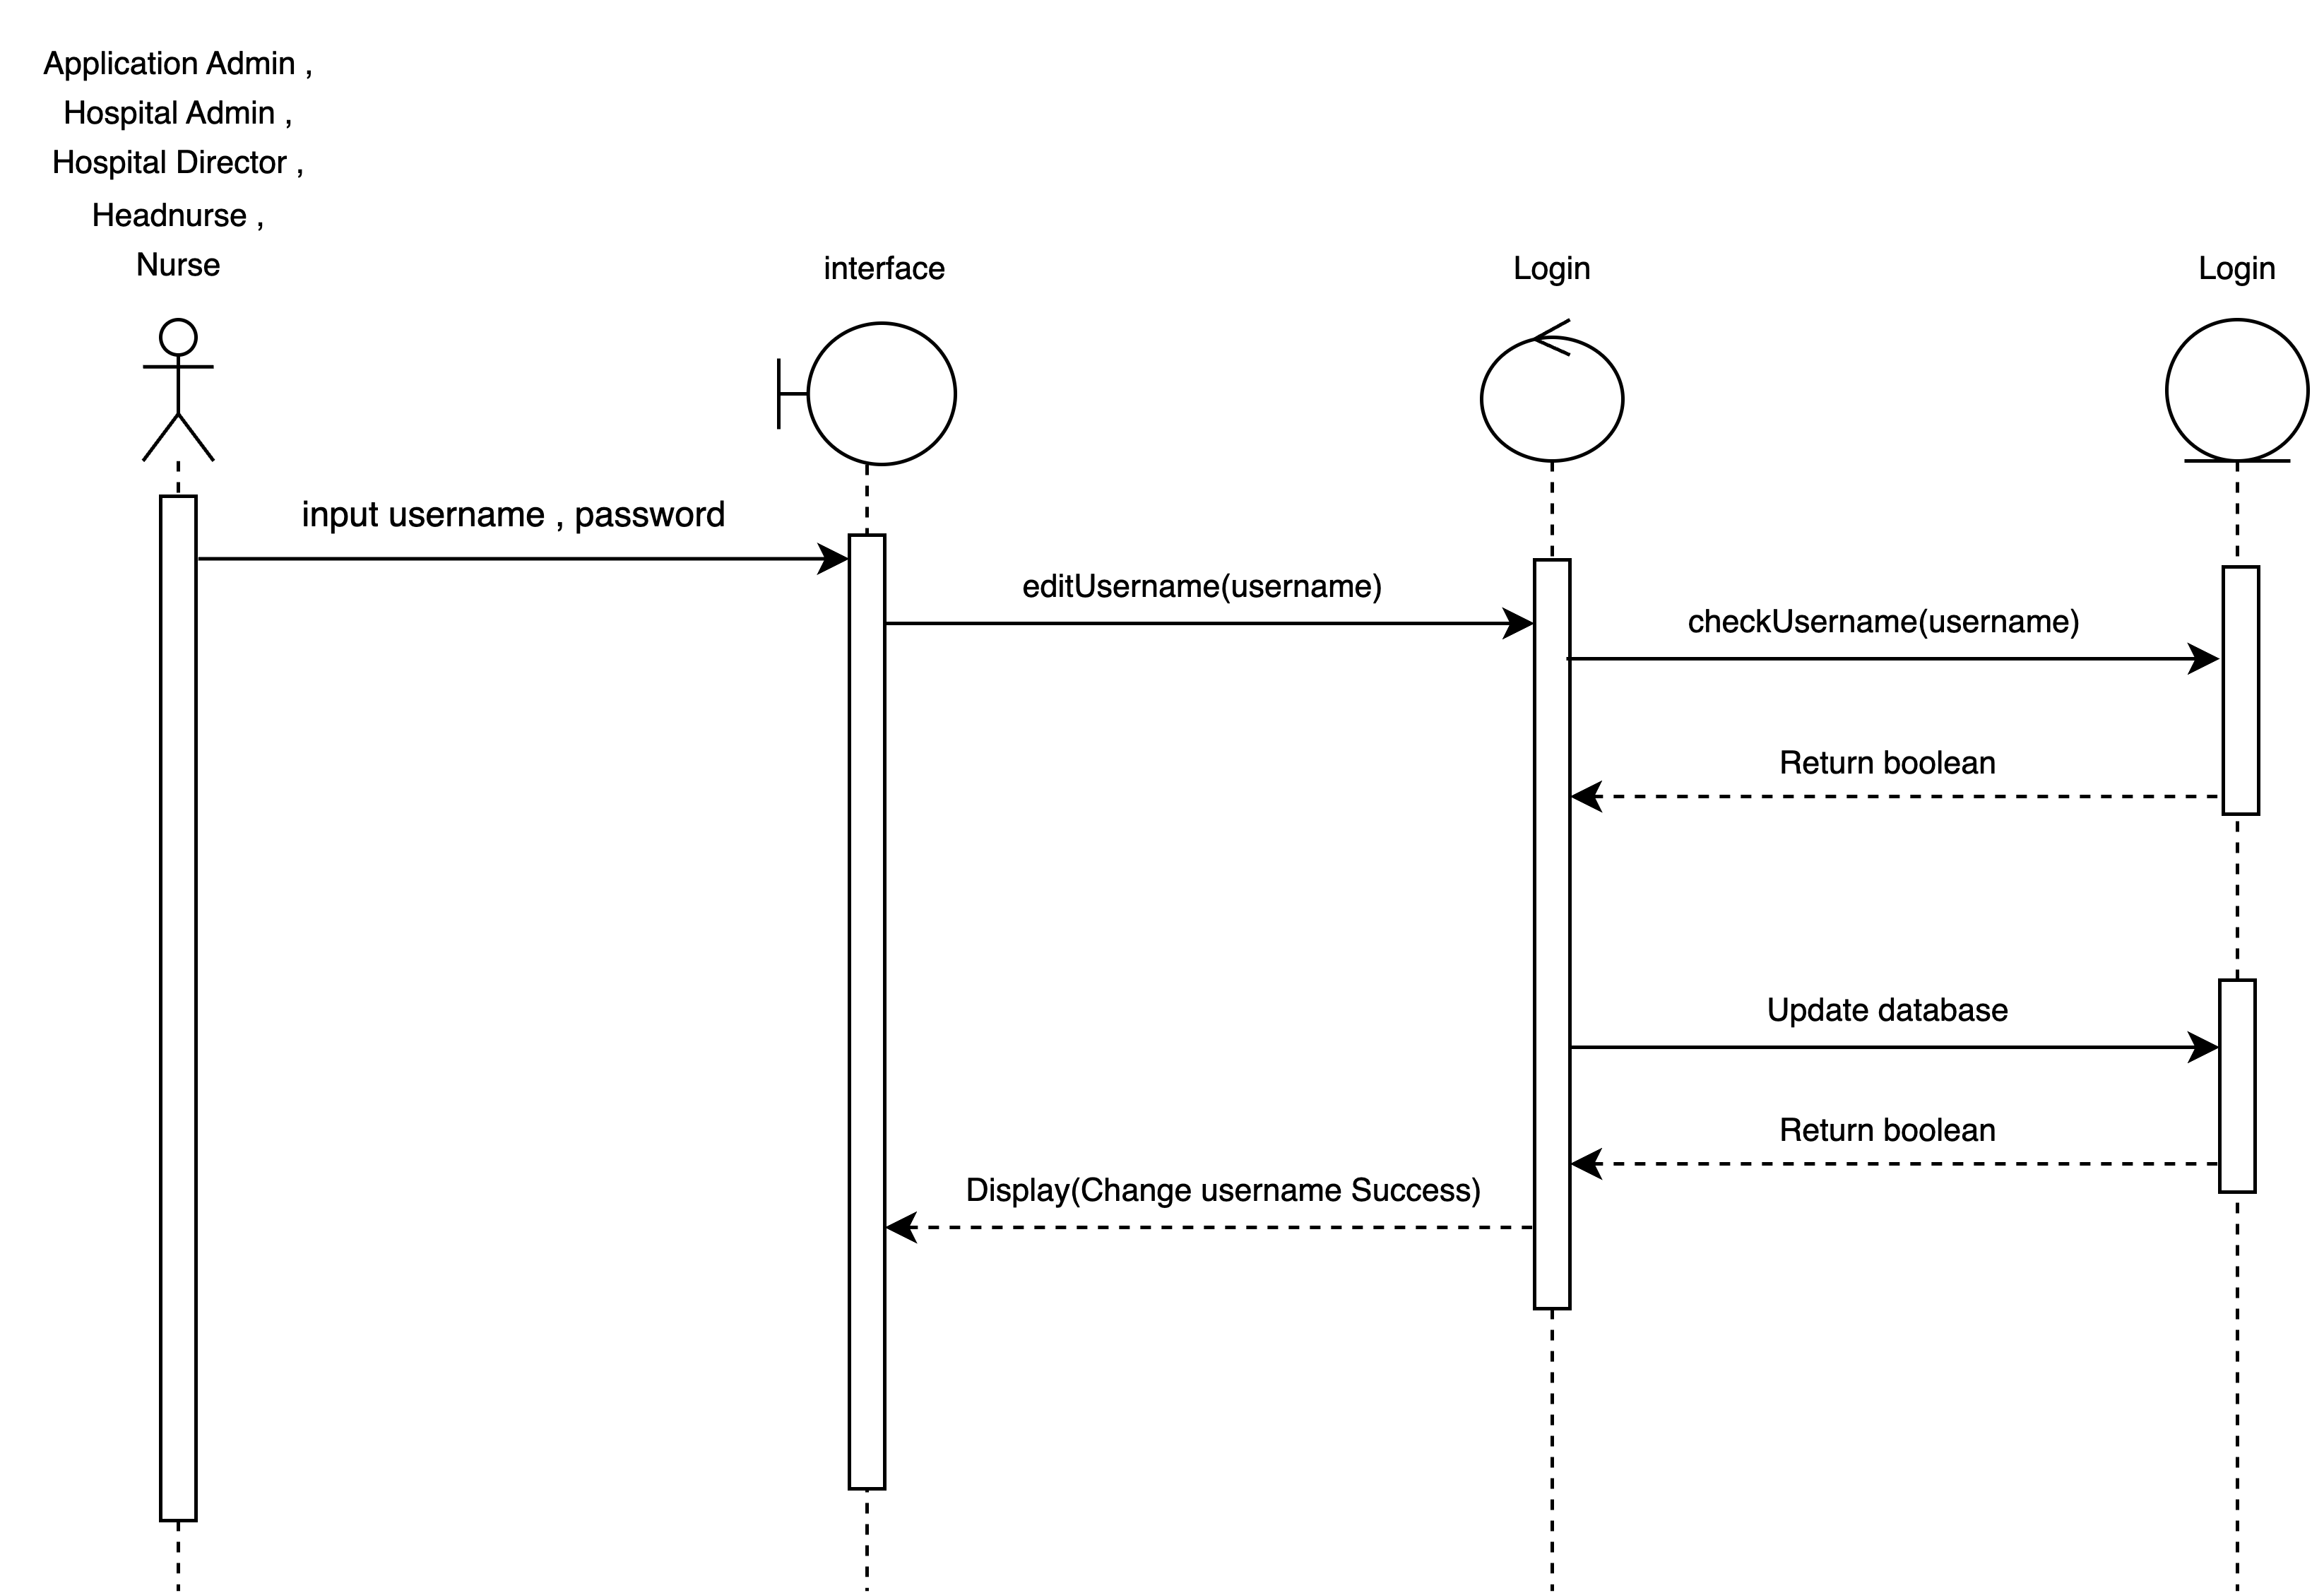 Application Admin ,
Hospital Admin ,
Hospital Director ,
Headnurse ,
Nurse
interface
Login
Login
input username , password
editUsername(username)
checkUsername(username)
Return boolean
Update database
Return boolean
Display(Change username Success)